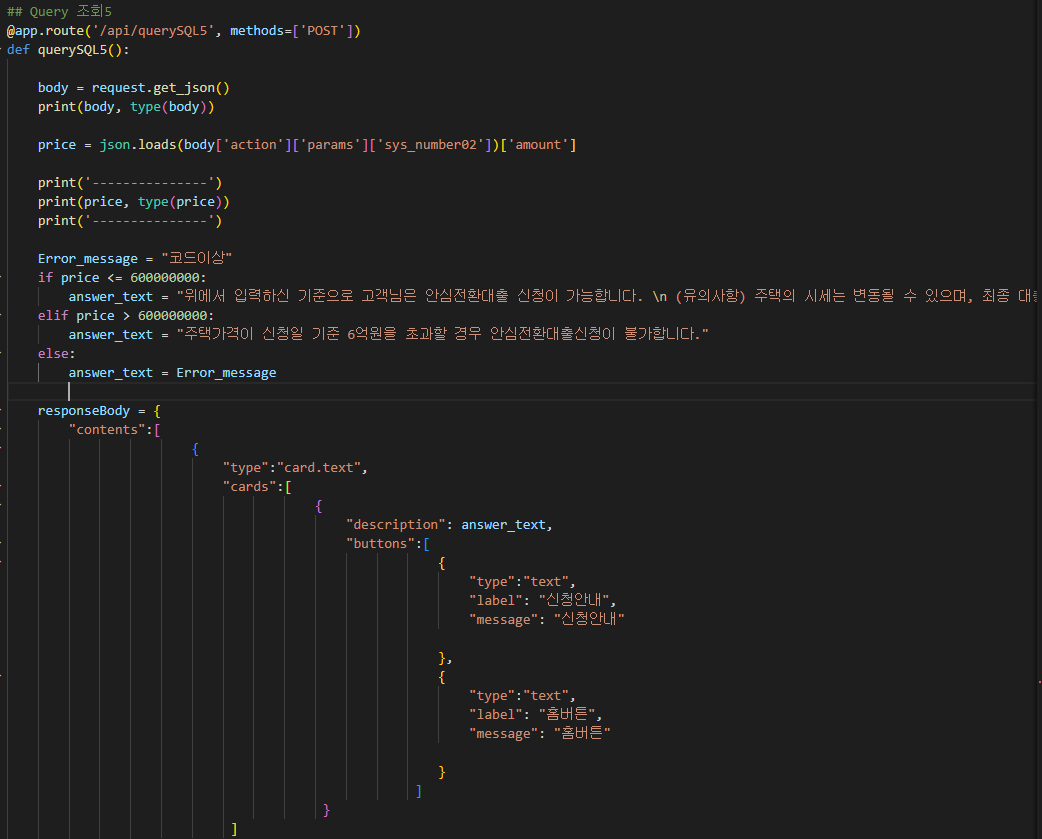 ## Query 조회5
@app.route('/api/querySQL5', methods=['POST'])
def querySQL5():
body = request.get_json()
print(body, type(body))
price = json.loads(body['action']['params']['sys_number02'])['amount']
print('---------------')
print(price, type(price))
print('---------------')
Error_message = "코드이상"
if price <= 600000000:
answer_text = "위에서 입력하신 기준으로 고객님은 안심전환대출 신청이 가능합니다. \n (유의사항) 주택의 시세는 변동될 수 있으며, 최종
elif price > 600000000:
answer_text = "주택가격이 신청일 기준 6억원을 초과할 경우 안심전환대출신청이 불가합니다."
else:
answer_text = Error_message
responseBody = {
"contents":[
{
"type":"card.text",
"cards":[
{
"description": answer_text,
"buttons":[
{
"type":"text",
"label": "신청안내",
"message": "신청안내"
},
{
"type":"text",
"label": "홈버튼",
"message": "홈버튼"
}
]
}
]